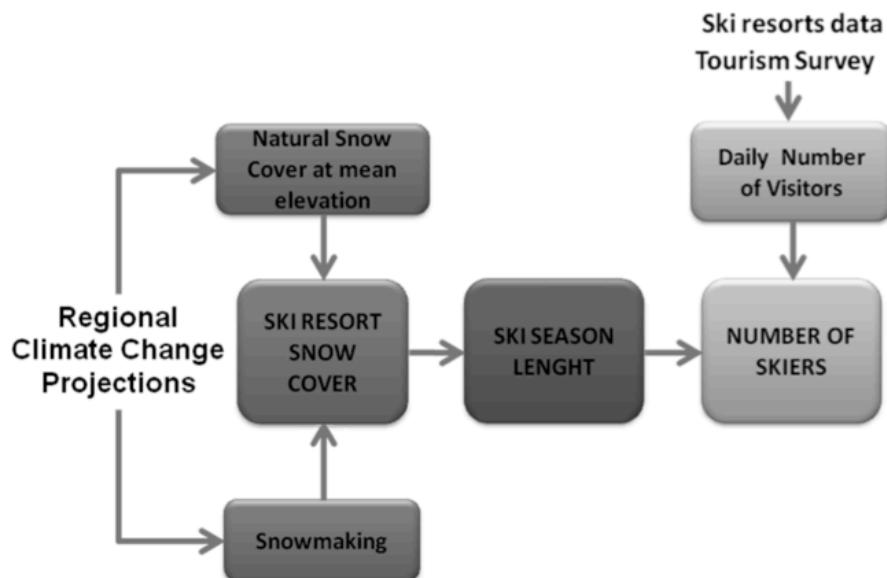 Ski resorts data
Tourism Survey
Natural Snow
Cover at mean
elevation
Daily Number
of Visitors
Regional
Climate Change
Projections
SKI RESORT
SNOW
COVER
SKI SEASON
LENGHT
NUMBER OF
SKIERS
Snowmaking